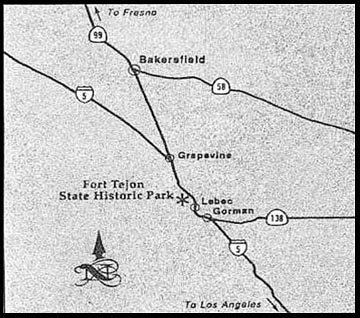 To Fresno
99
Bakersfield
5
58
Grapevine
Fort Tejon
State Historic Park
Lebec
Gorman
138
N
5
To Los Angeles